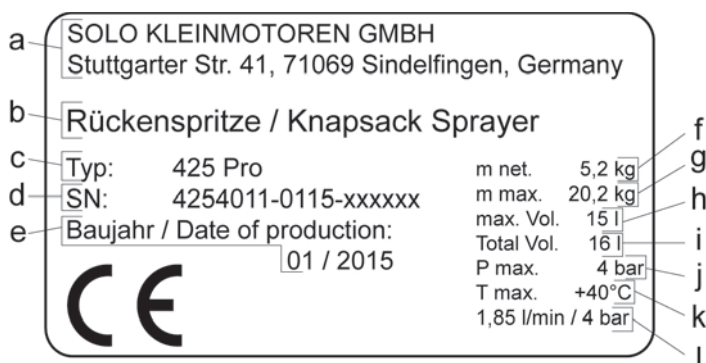 a SOLO KLEINMOTOREN GMBH
Stuttgarter Str. 41, 71069 Sindelfingen, Germany
b Rückenspritze / Knapsack Sprayer
c Typ: 425 Pro
d SN: 4254011-0115-xxxxxx
e Baujahr / Date of production:
01 / 2015
CE
m net. 5,2 kg f
m max. 20,2 kg g
max. Vol. 15 l h
Total Vol. 16 l i
P max. 4 bar j
T max. +40°C k
1,85 l/min / 4 bar l